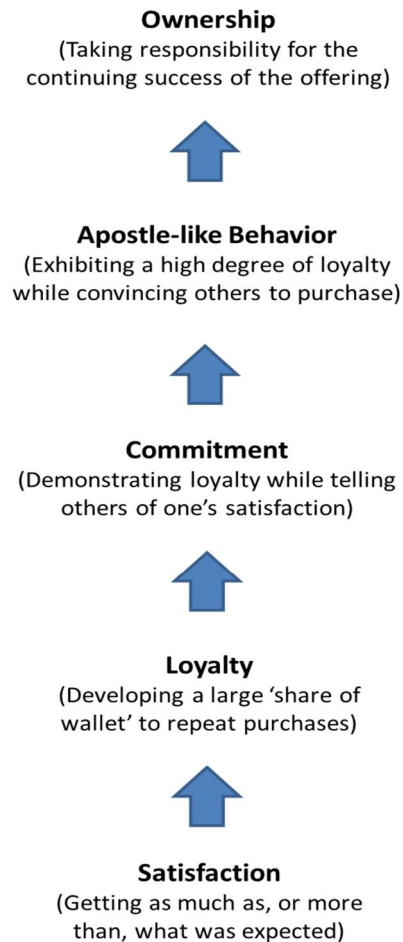 Ownership
(Taking responsibility for the
continuing success of the offering)
Apostle-like Behavior
(Exhibiting a high degree of loyalty
while convincing others to purchase)
Commitment
(Demonstrating loyalty while telling
others of one’s satisfaction)
Loyalty
(Developing a large ‘share of
wallet’ to repeat purchases)
Satisfaction
(Getting as much as, or more
than, what was expected)